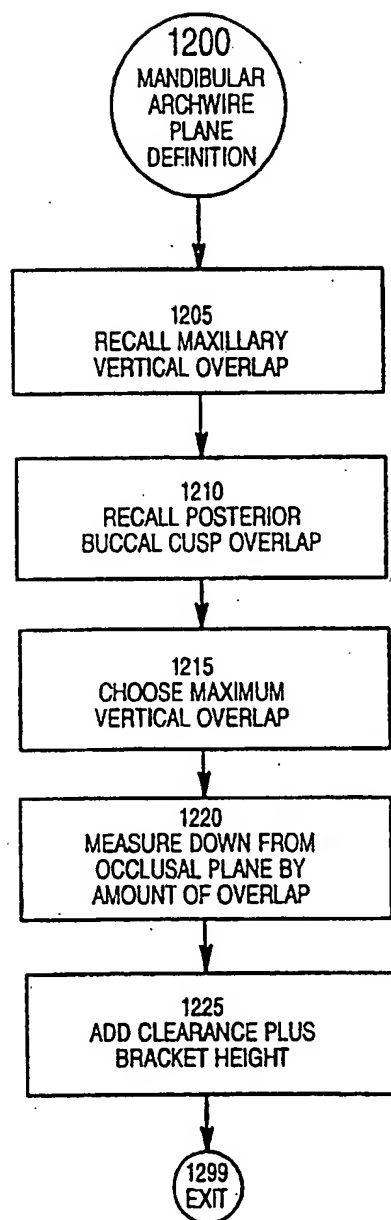 1200
MANDIBULAR
ARCHWIRE
PLANE
DEFINITION
1205
RECALL MAXILLARY
VERTICAL OVERLAP
1210
RECALL POSTERIOR
BUCCAL CUSP OVERLAP
1215
CHOOSE MAXIMUM
VERTICAL OVERLAP
1220
MEASURE DOWN FROM
OCCLUSAL PLANE BY
AMOUNT OF OVERLAP
1225
ADD CLEARANCE PLUS
BRACKET HEIGHT
1299
EXIT